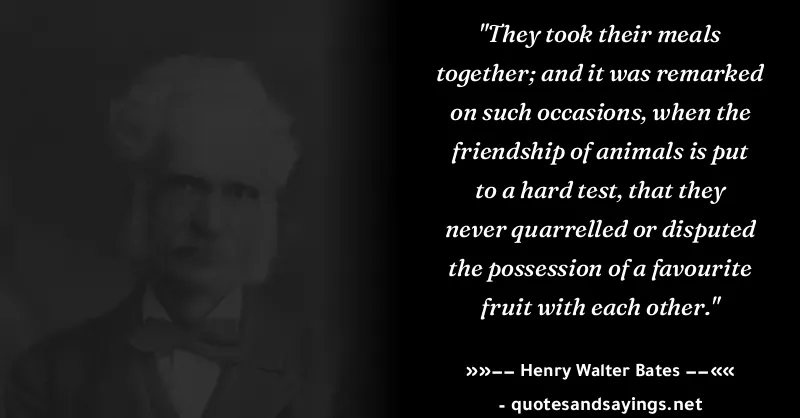 "They took their meals
together; and it was remarked
on such occasions, when the
friendship of animals is put
to a hard test, that they
never quarrelled or disputed
the possession of a favourite
fruit with each other."
»»−− Henry Walter Bates −−««
- quotesandsayings.net